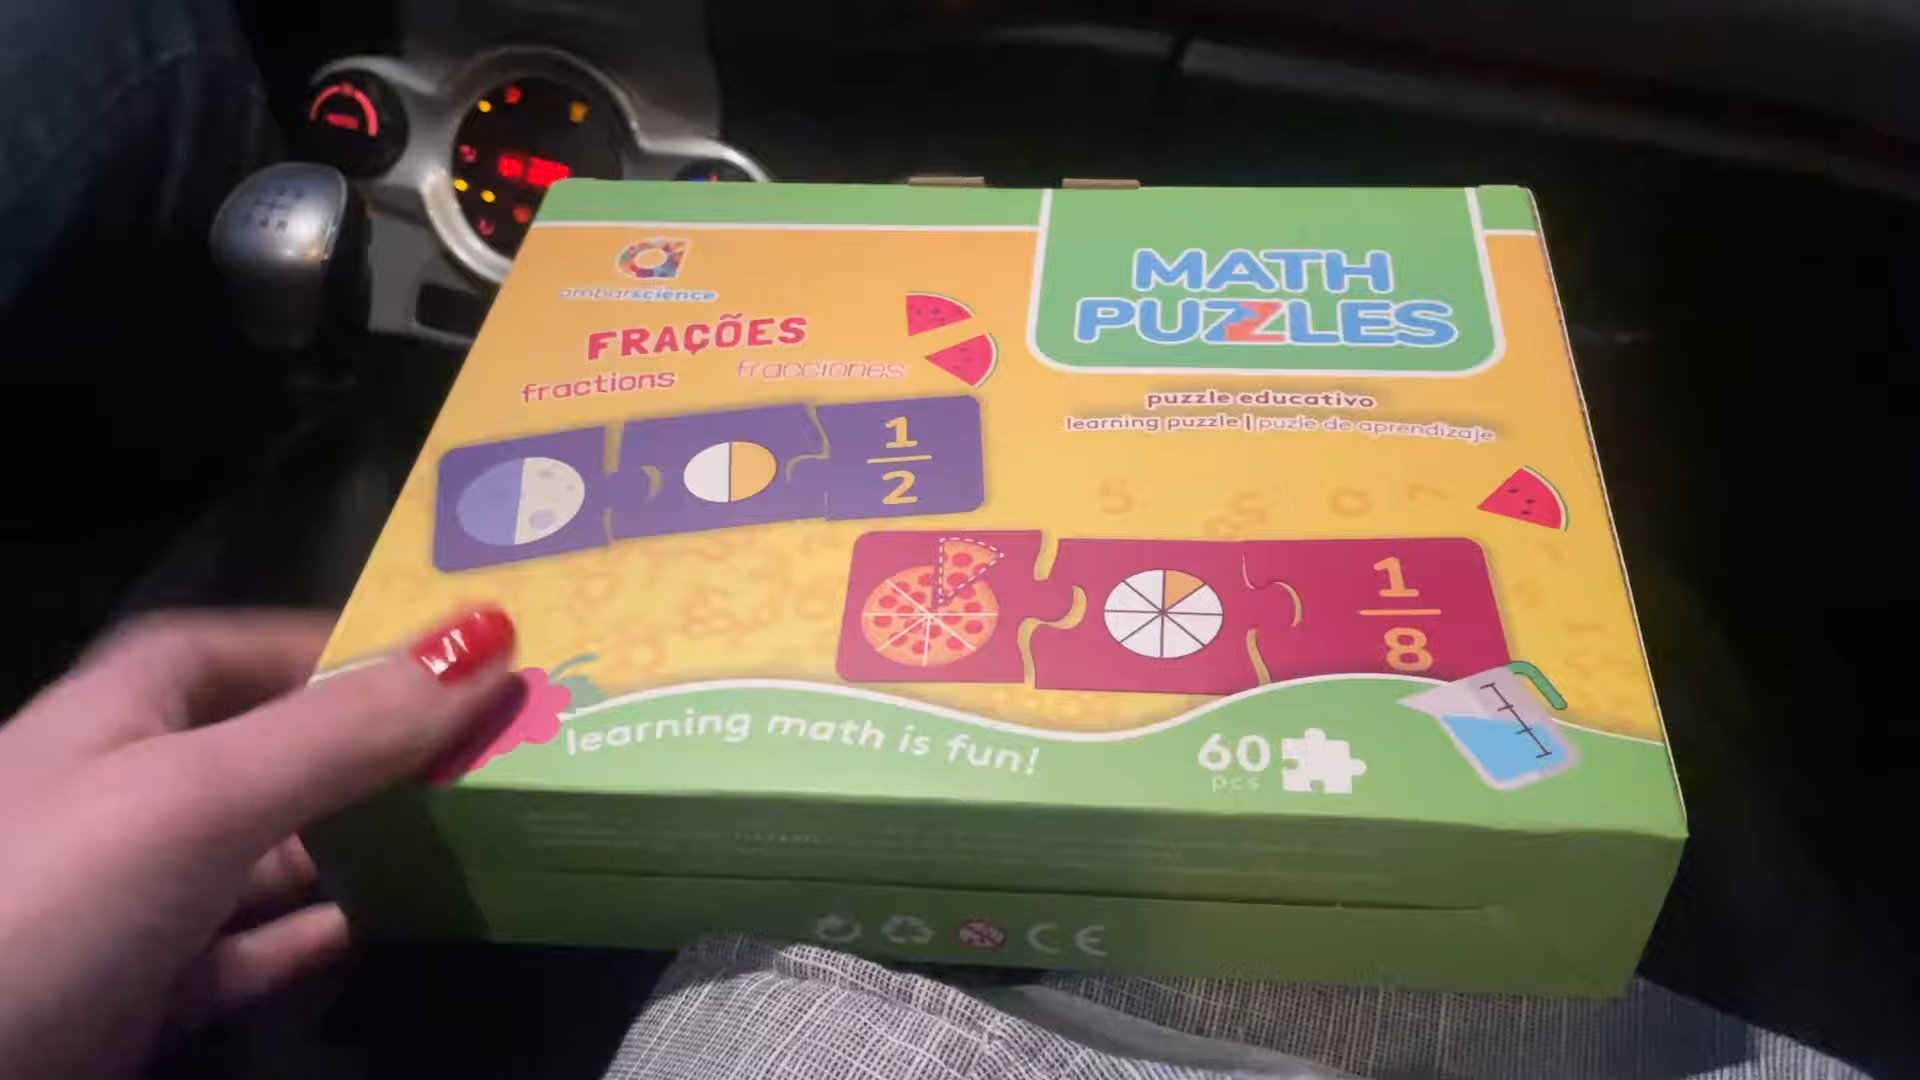 ambarscience
FRAÇÕES
fractions
fracciones
MATH
PUZZLES
puzzle educativo
learning puzzle | puzle de aprendizaje
1
2
1
8
learning math is fun!
60
pcs
CE